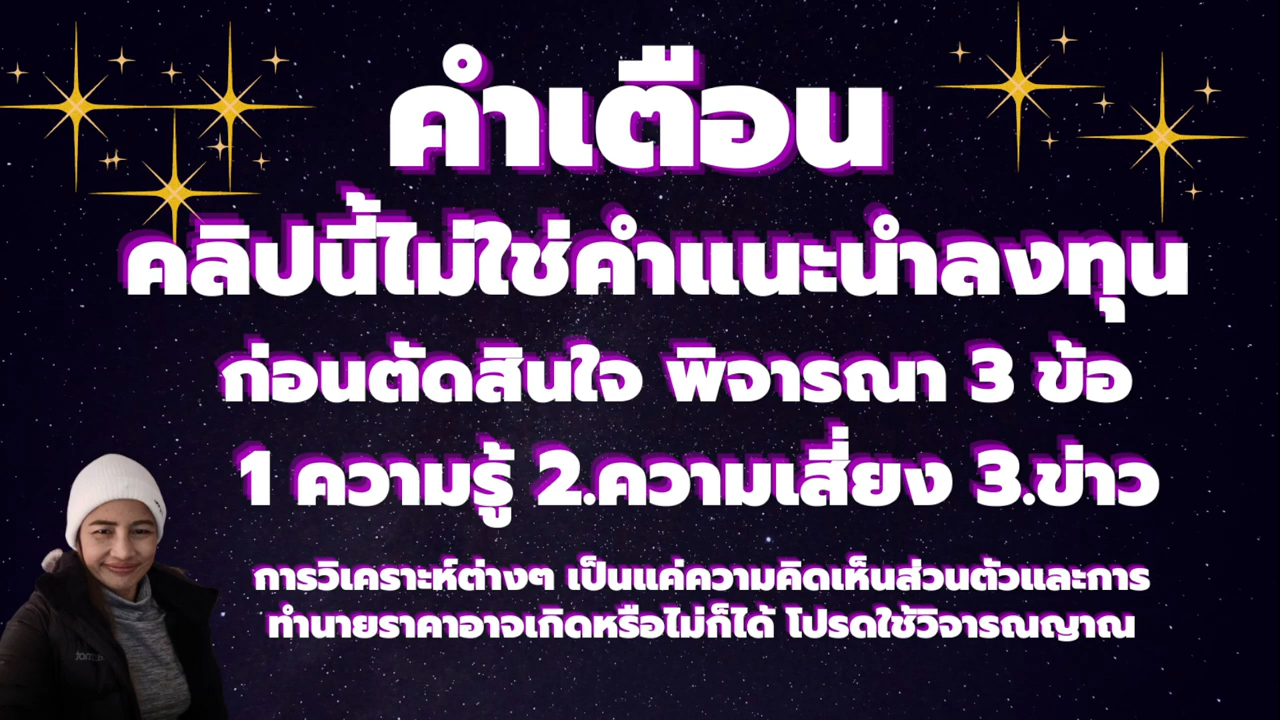 คำเตือน
คลิปนี้ไม่ใช่คำแนะนำลงทุน
ก่อนตัดสินใจ พิจารณา 3 ข้อ
1 ความรู้ 2.ความเสี่ยง 3.ข่าว
การวิเคราะห์ต่างๆ เป็นแค่ความคิดเห็นส่วนตัวและการ
ทำนายราคาอาจเกิดหรือไม่ก็ได้ โปรดใช้วิจารณญาณ